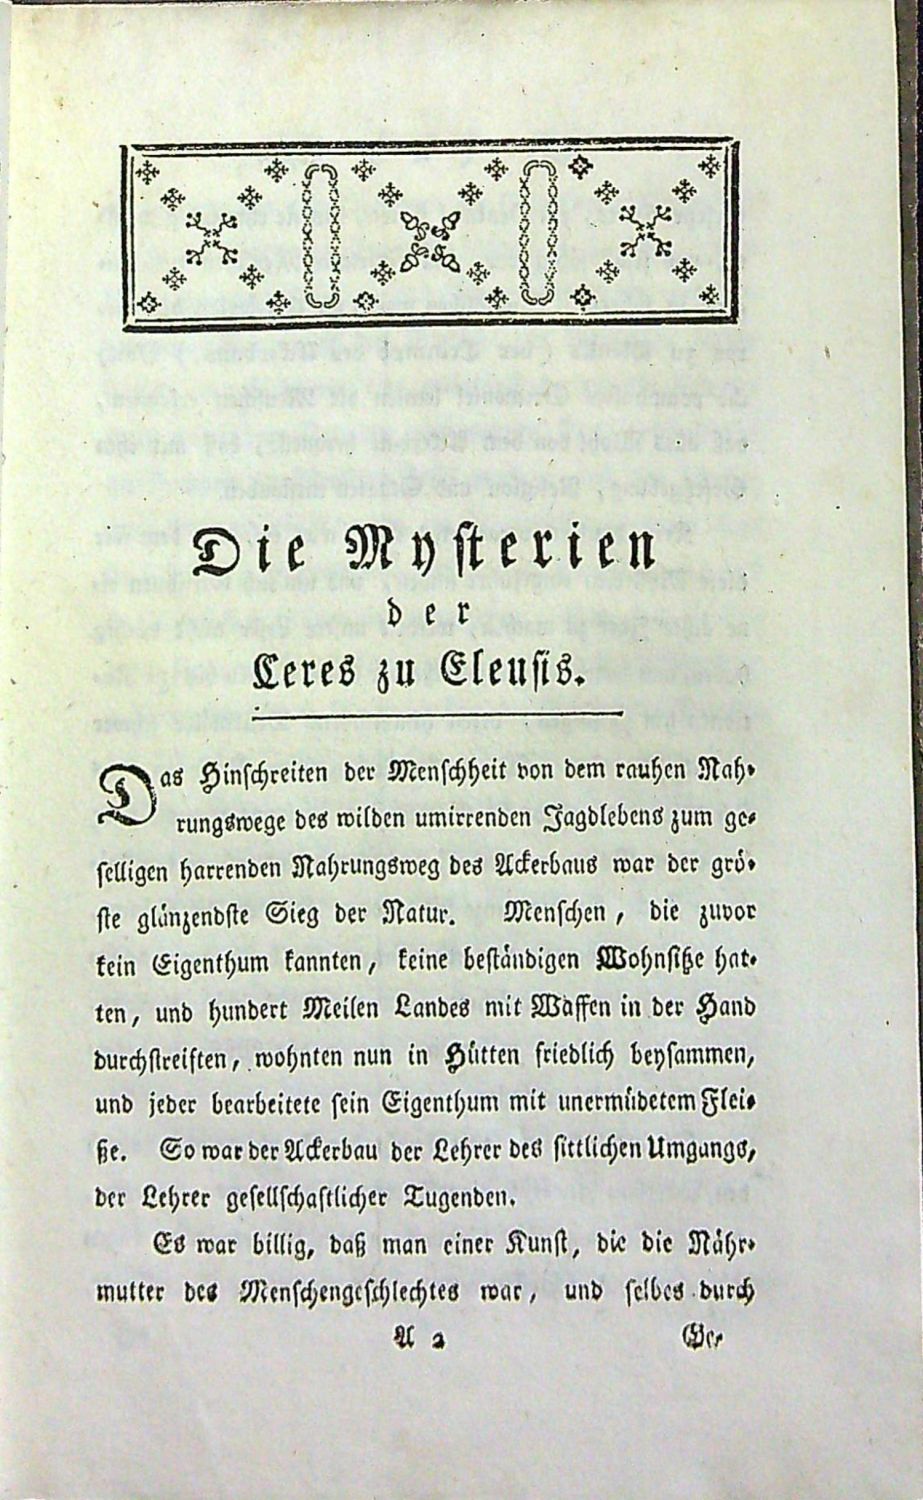 Die Mysterien
der
Ceres zu Eleusis.
Das Hinschreiten der Menschheit von dem rauhen Nah-
rungswege des wilden umirrenden Jagdlebens zum ge-
selligen harrenden Nahrungsweg des Ackerbaus war der grö-
ste glänzendste Sieg der Natur. Menschen, die zuvor
kein Eigenthum kannten, keine beständigen Wohnsitze hat-
ten, und hundert Meilen Landes mit Waffen in der Hand
durchstreiften, wohnten nun in Hütten friedlich beysammen,
und jeder bearbeitete sein Eigenthum mit unermüdetem Flei-
ße. So war der Ackerbau der Lehrer des sittlichen Umgangs,
der Lehrer gesellschaftlicher Tugenden.
Es war billig, daß man einer Kunst, die die Nähr-
mutter des Menschengeschlechtes war, und selbes durch
A 2 Ge-